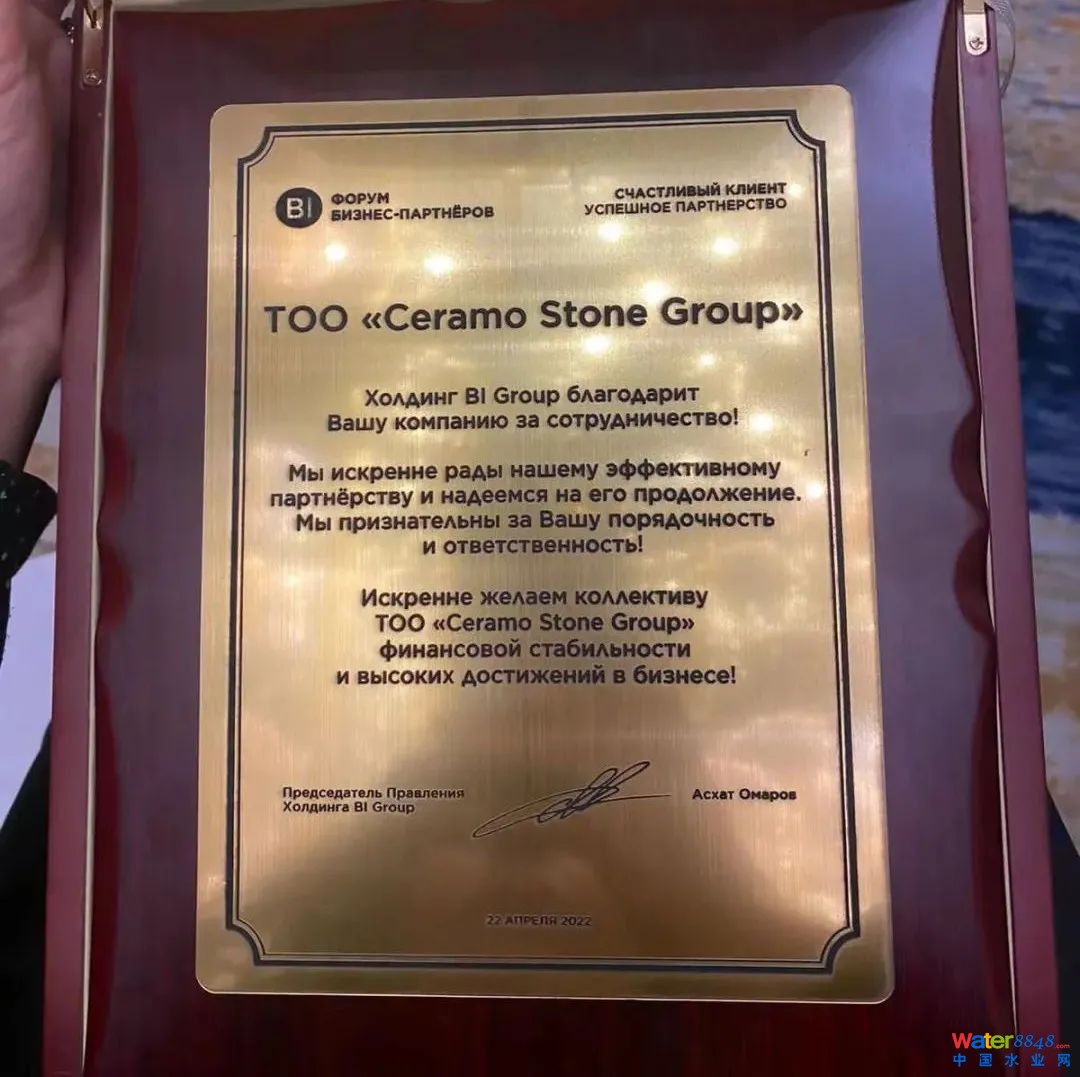 BI
ФОРУМ
БИЗНЕС-ПАРТНЁРОВ
СЧАСТЛИВЫЙ КЛИЕНТ
УСПЕШНОЕ ПАРТНЕРСТВО
ТОО «Ceramo Stone Group»
Холдинг BI Group благодарит
Вашу компанию за сотрудничество!
Мы искренне рады нашему эффективному
партнёрству и надеемся на его продолжение.
Мы признательны за Вашу порядочность
и ответственность!
Искренне желаем коллективу
ТОО «Ceramo Stone Group»
финансовой стабильности
и высоких достижений в бизнесе!
Председатель Правления
Холдинга BI Group
Асхат Омаров
22 АПРЕЛЯ 2022
Water8848.com
中国水业网